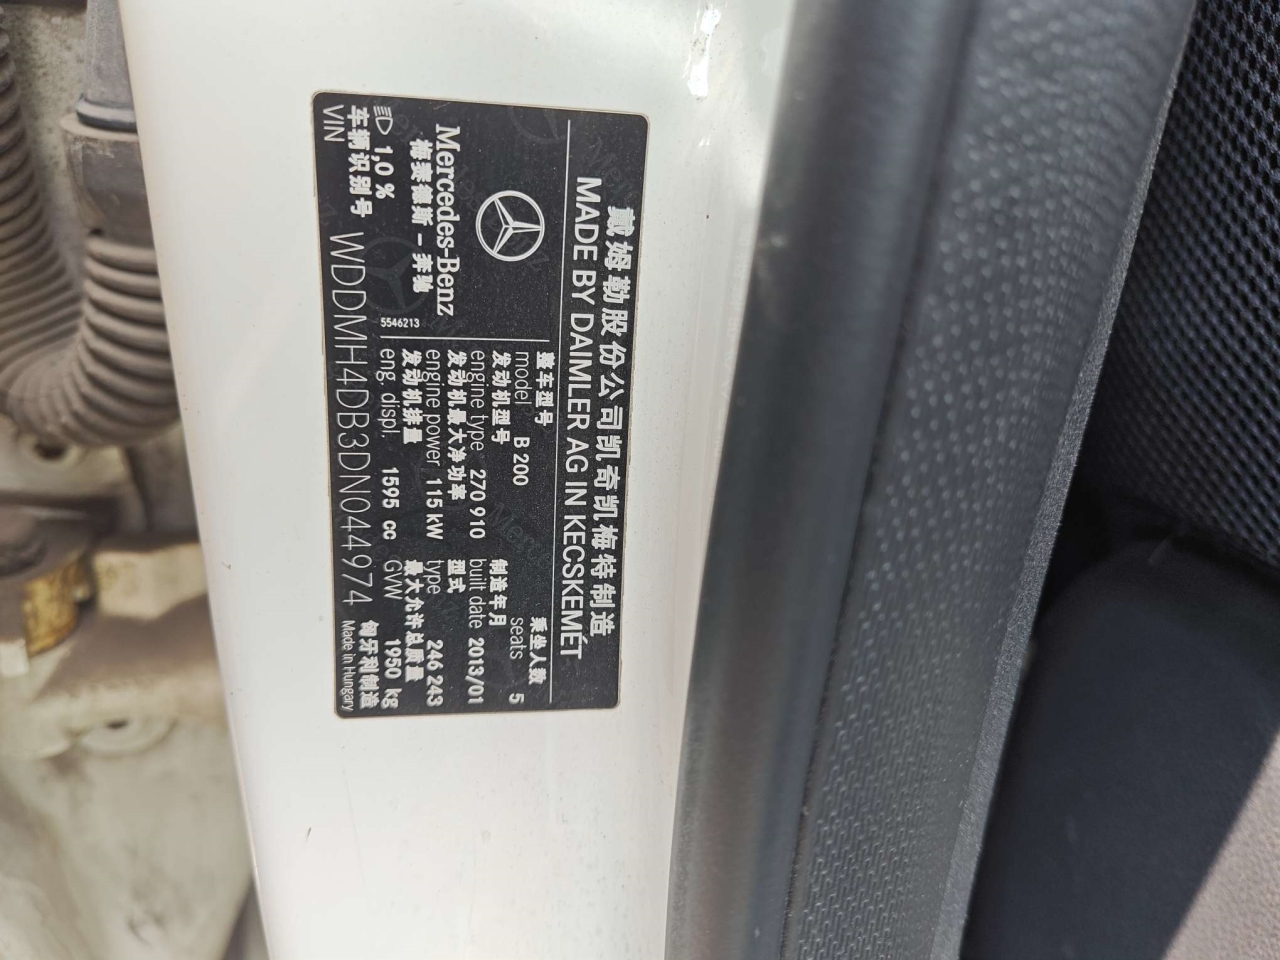 戴姆勒股份公司凯奇凯梅特制造
MADE BY DAIMLER AG IN KECSKEMÉT
Mercedes-Benz
梅赛德斯－奔驰
1,0 %
5546213
整车型号
model B 200
乘坐人数
seats 5
发动机型号
engine type 270 910
制造年月
built date 2013/01
发动机最大净功率
engine power 115 kW
型式
type 246 243
发动机排量
eng. displ. 1595 cc
最大允许总质量
GVW 1950 kg
车辆识别号
VIN WDDMH4DB3DN044974
匈牙利制造
Made in Hungary